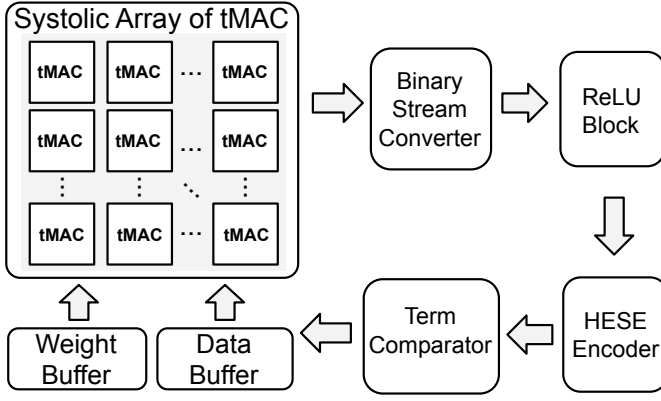 Systolic Array of tMAC
tMAC tMAC ... tMAC
tMAC tMAC ... tMAC
tMAC tMAC ... tMAC
Binary
Stream
Converter
ReLU
Block
HESE
Encoder
Term
Comparator
Data
Buffer
Weight
Buffer